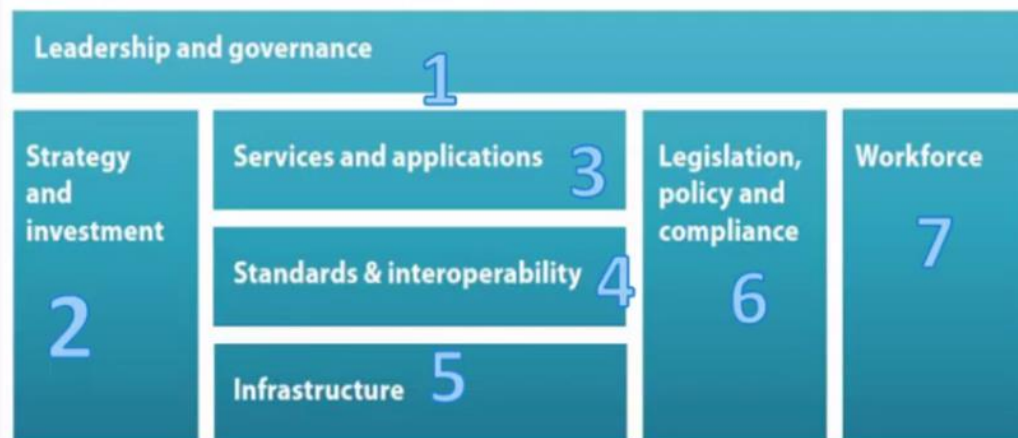 Leadership and governance
1
Strategy
and
investment
2
Services and applications
3
Standards & interoperability
4
Infrastructure
5
Legislation,
policy and
compliance
6
Workforce
7